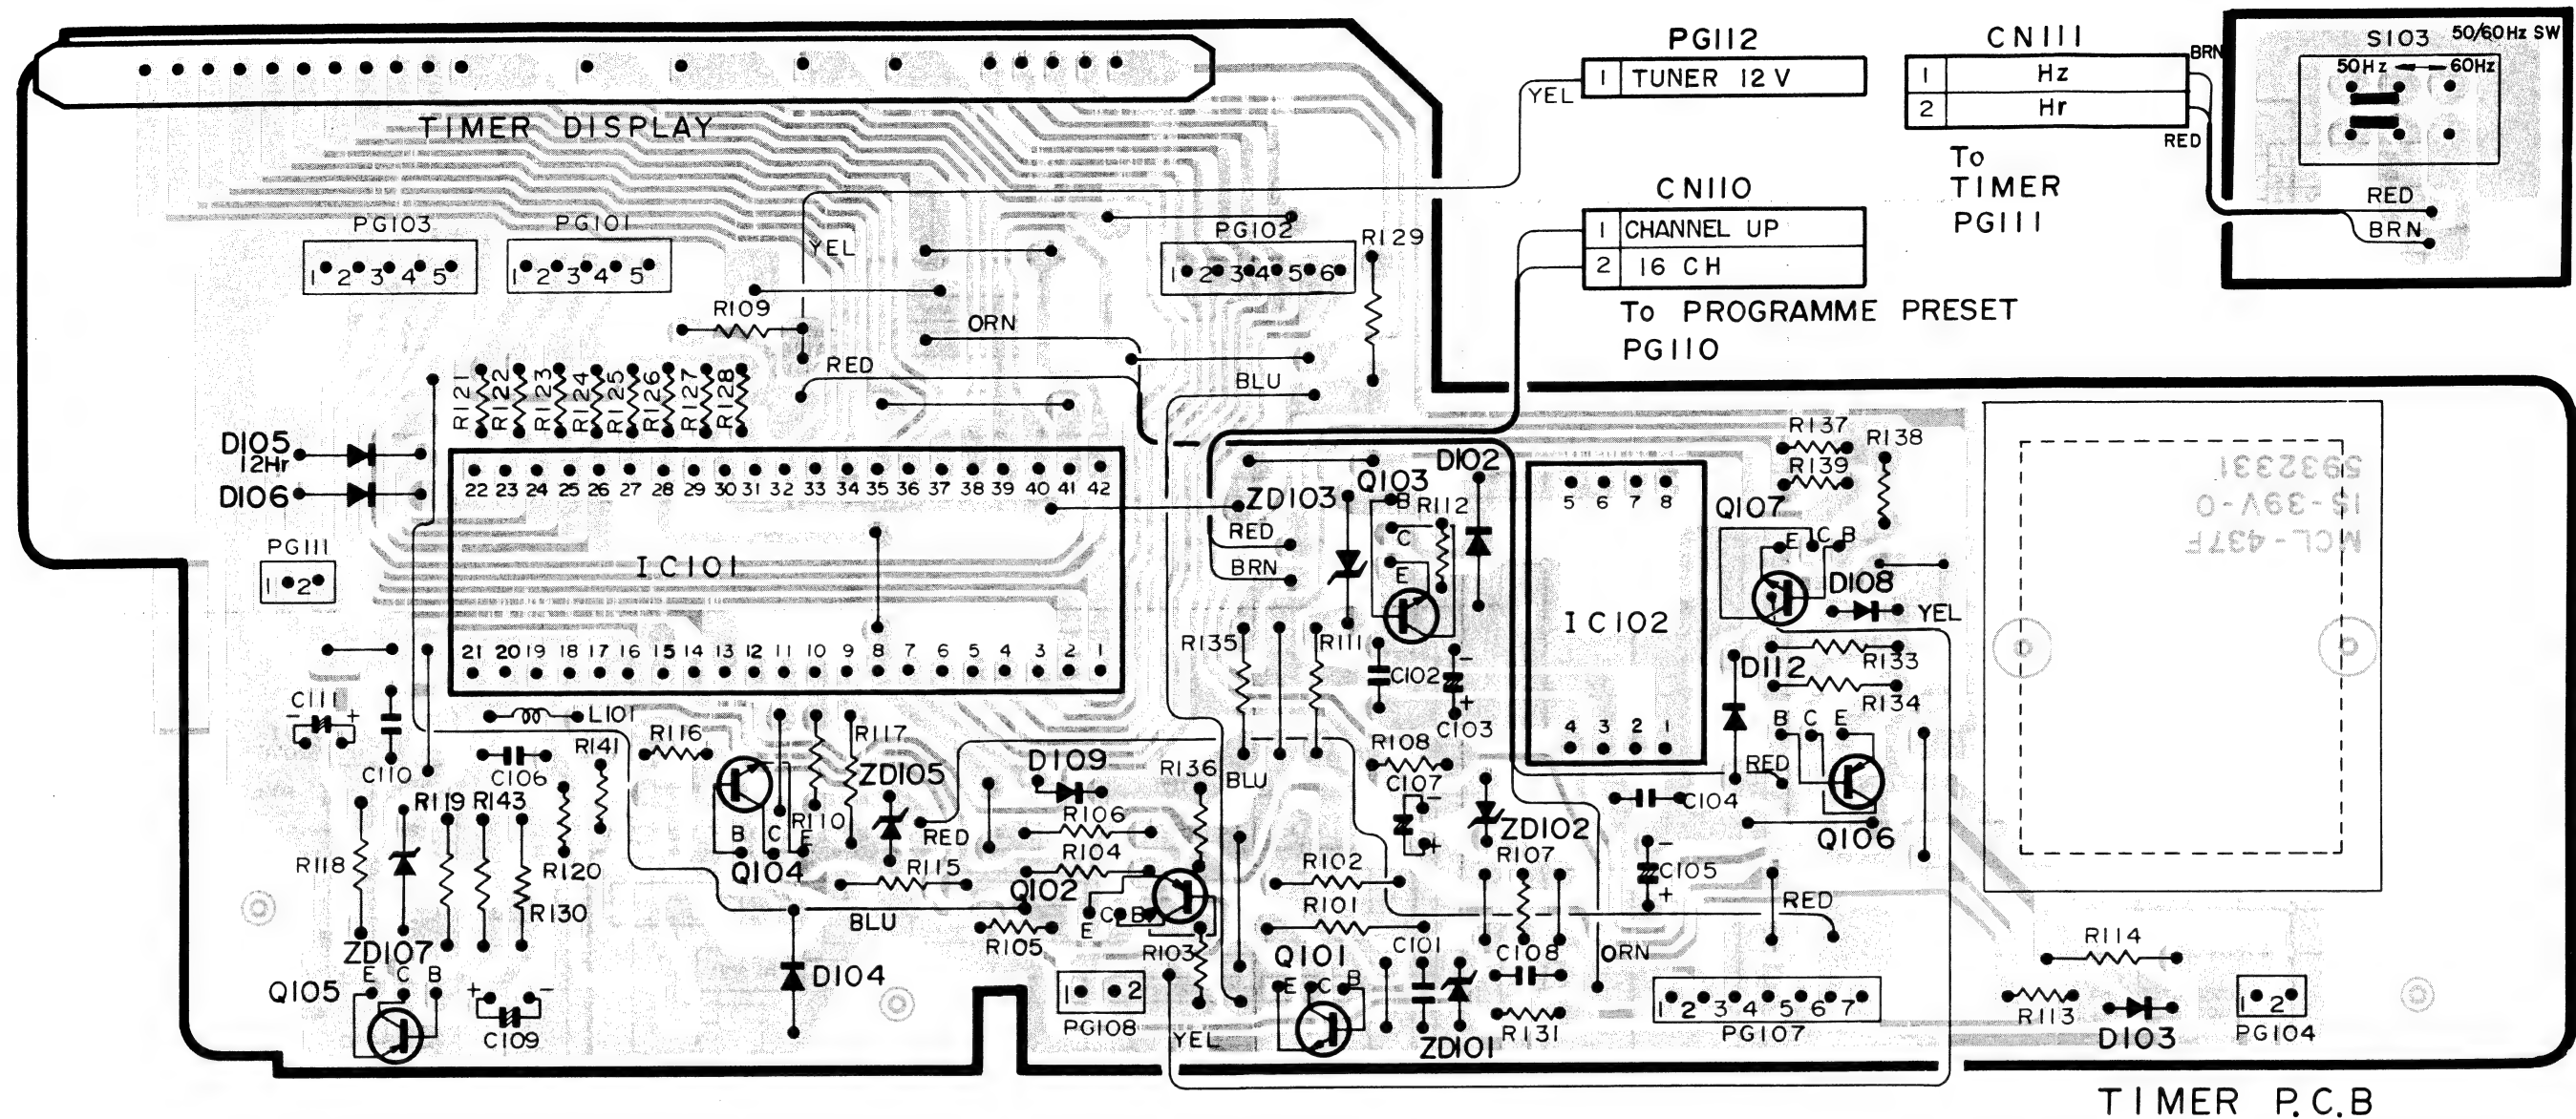 PG112
1 TUNER 12V
YEL
CN111
1 Hz
2 Hr
BRN
RED
To
TIMER
PG111
S103 50/60Hz SW
50Hz 60Hz
RED
BRN
TIMER DISPLAY
CN110
1 CHANNEL UP
2 16 CH
To PROGRAMME PRESET
PG110
PG103
1 2 3 4 5
PG101
1 2 3 4 5
YEL
PG102
1 2 3 4 5 6
R129
R109
ORN
RED
BLU
R121 R122 R123 R124 R125 R126 R127 R128
D105
12Hr
D106
22 23 24 25 26 27 28 29 30 31 32 33 34 35 36 37 38 39 40 41 42
IC101
21 20 19 18 17 16 15 14 13 12 11 10 9 8 7 6 5 4 3 2 1
PG111
1 2
ZD103
Q103
B
C
E
R112
D102
RED
BRN
5 6 7 8
IC102
4 3 2 1
R137
R138
R139
Q107
E C B
D108
YEL
5932331
IS-39V-0
MCL-437F
R135
R111
C102
C103
R133
D112
R134
B C E
RED
Q106
C111
- +
C110
L101
C106
R141
R116
R117
R110
ZD105
B C E
Q104
RED
D109
R106
R104
R136
BLU
R108
C107
- +
ZD102
C104
R107
C105
- +
R118
R119 R143
R120
R130
ZD107
R115
BLU
Q102
E C B
R105
R103
R102
R101
RED
E C B
Q105
+ -
C109
D104
1 2
PG108
YEL
Q101
E C B
C101
ZD101
C108
R131
ORN
1 2 3 4 5 6 7
PG107
R114
R113
D103
1 2
PG104
TIMER P.C.B